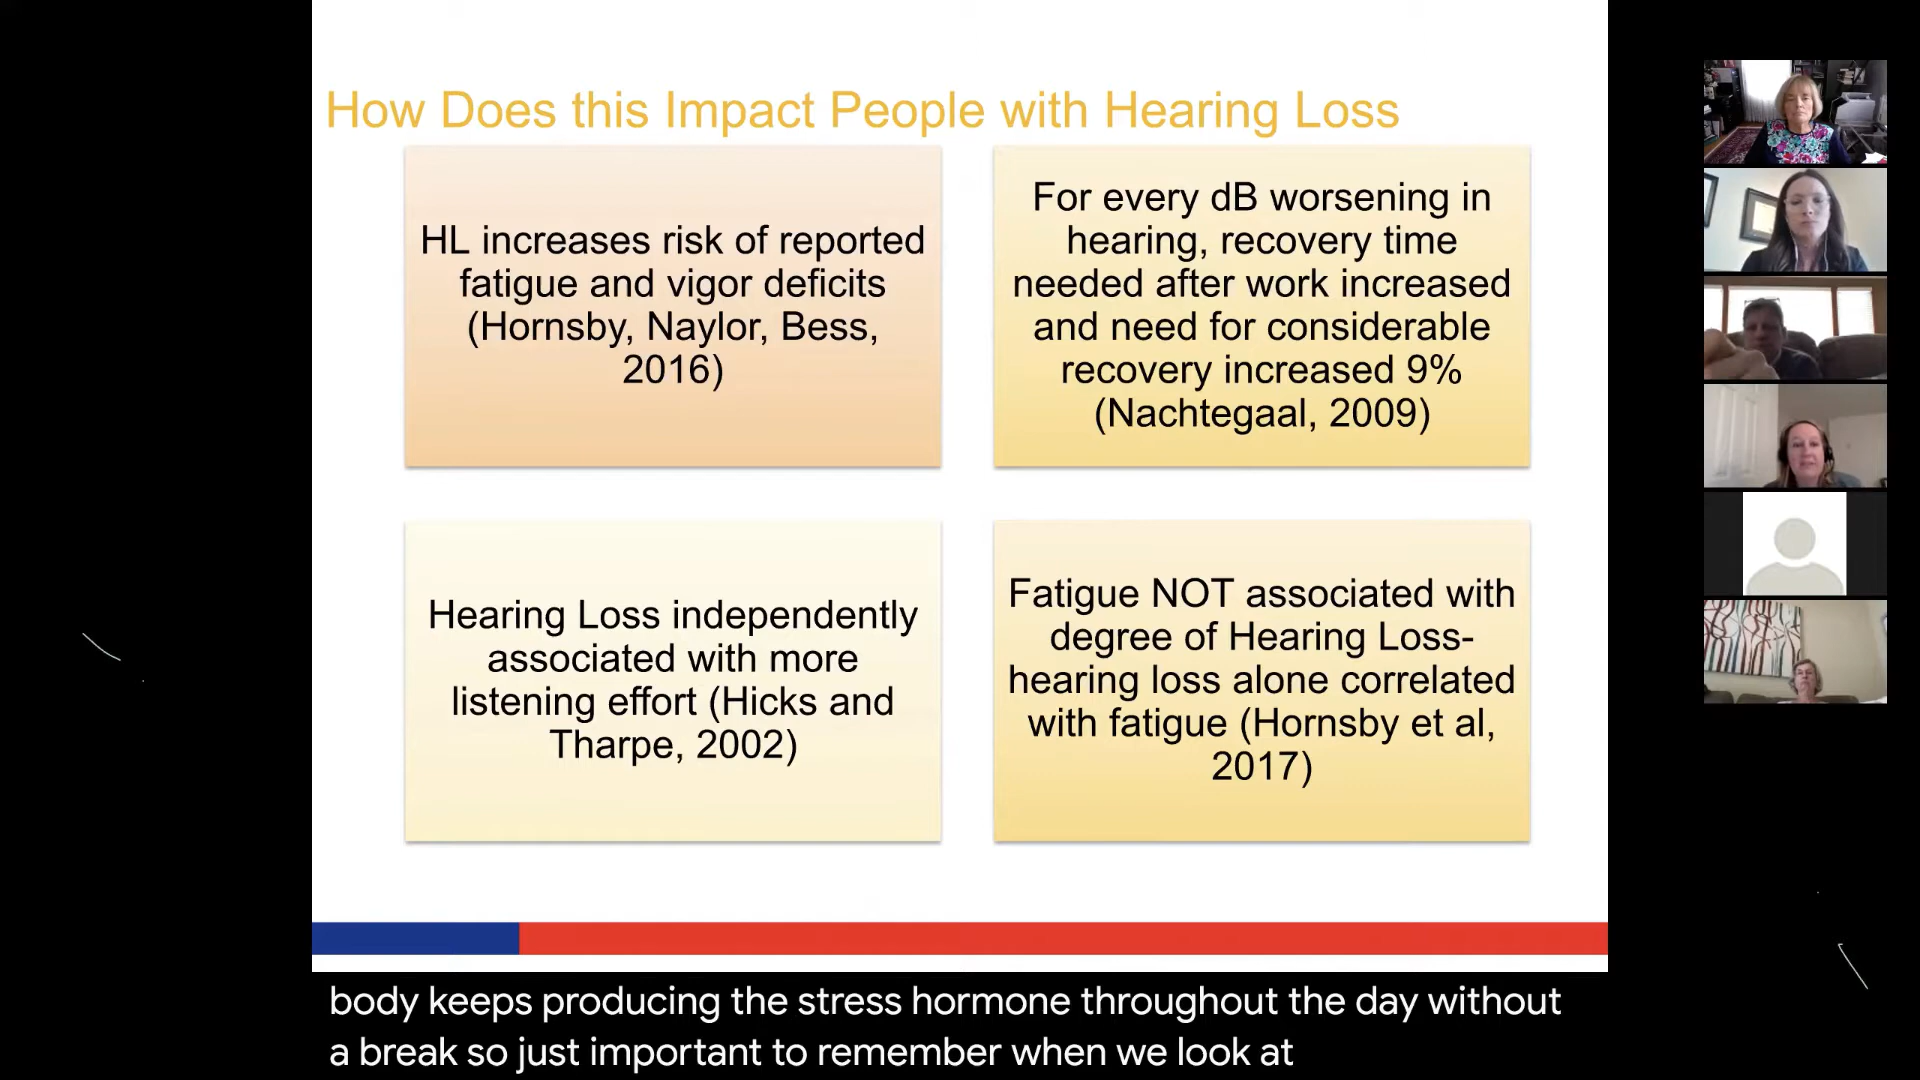 How Does this Impact People with Hearing Loss
HL increases risk of reported
fatigue and vigor deficits
(Hornsby, Naylor, Bess,
2016)
For every dB worsening in
hearing, recovery time
needed after work increased
and need for considerable
recovery increased 9%
(Nachtegaal, 2009)
Hearing Loss independently
associated with more
listening effort (Hicks and
Tharpe, 2002)
Fatigue NOT associated with
degree of Hearing Loss-
hearing loss alone correlated
with fatigue (Hornsby et al,
2017)
body keeps producing the stress hormone throughout the day without
a break so just important to remember when we look at